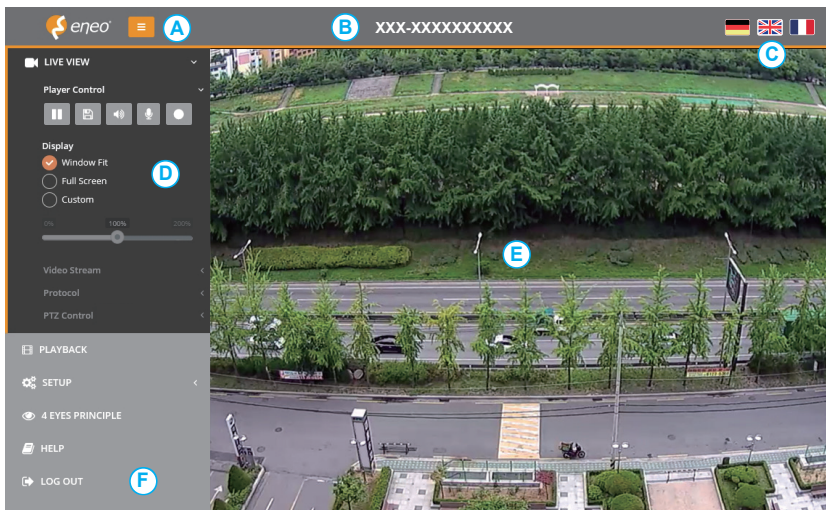 eneo
A
B
XXX-XXXXXXXXXX
C
LIVE VIEW
Player Control
Display
Window Fit
D
Full Screen
Custom
0% 100% 200%
E
Video Stream
Protocol
PTZ Control
PLAYBACK
SETUP
4 EYES PRINCIPLE
HELP
LOG OUT
F